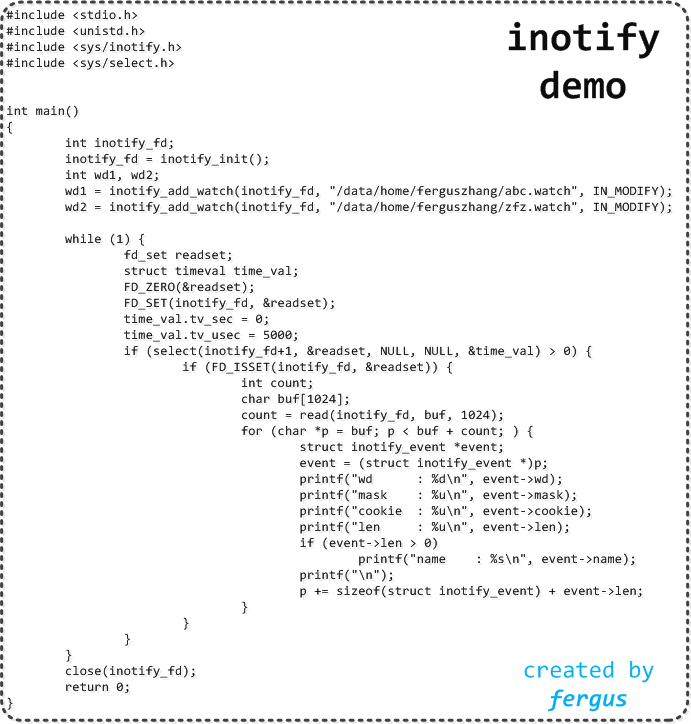 #include <stdio.h>
#include <unistd.h>
#include <sys/inotify.h>
#include <sys/select.h>
inotify
demo
int main()
{
        int inotify_fd;
        inotify_fd = inotify_init();
        int wd1, wd2;
        wd1 = inotify_add_watch(inotify_fd, "/data/home/ferguszhang/abc.watch", IN_MODIFY);
        wd2 = inotify_add_watch(inotify_fd, "/data/home/ferguszhang/zfz.watch", IN_MODIFY);
        while (1) {
                fd_set readset;
                struct timeval time_val;
                FD_ZERO(&readset);
                FD_SET(inotify_fd, &readset);
                time_val.tv_sec = 0;
                time_val.tv_usec = 5000;
                if (select(inotify_fd+1, &readset, NULL, NULL, &time_val) > 0) {
                        if (FD_ISSET(inotify_fd, &readset)) {
                                int count;
                                char buf[1024];
                                count = read(inotify_fd, buf, 1024);
                                for (char *p = buf; p < buf + count; ) {
                                        struct inotify_event *event;
                                        event = (struct inotify_event *)p;
                                        printf("wd      : %d\n", event->wd);
                                        printf("mask    : %u\n", event->mask);
                                        printf("cookie  : %u\n", event->cookie);
                                        printf("len     : %u\n", event->len);
                                        if (event->len > 0)
                                                printf("name    : %s\n", event->name);
                                        printf("\n");
                                        p += sizeof(struct inotify_event) + event->len;
                                }
                        }
                }
        }
        close(inotify_fd);
        return 0;
}
created by
fergus